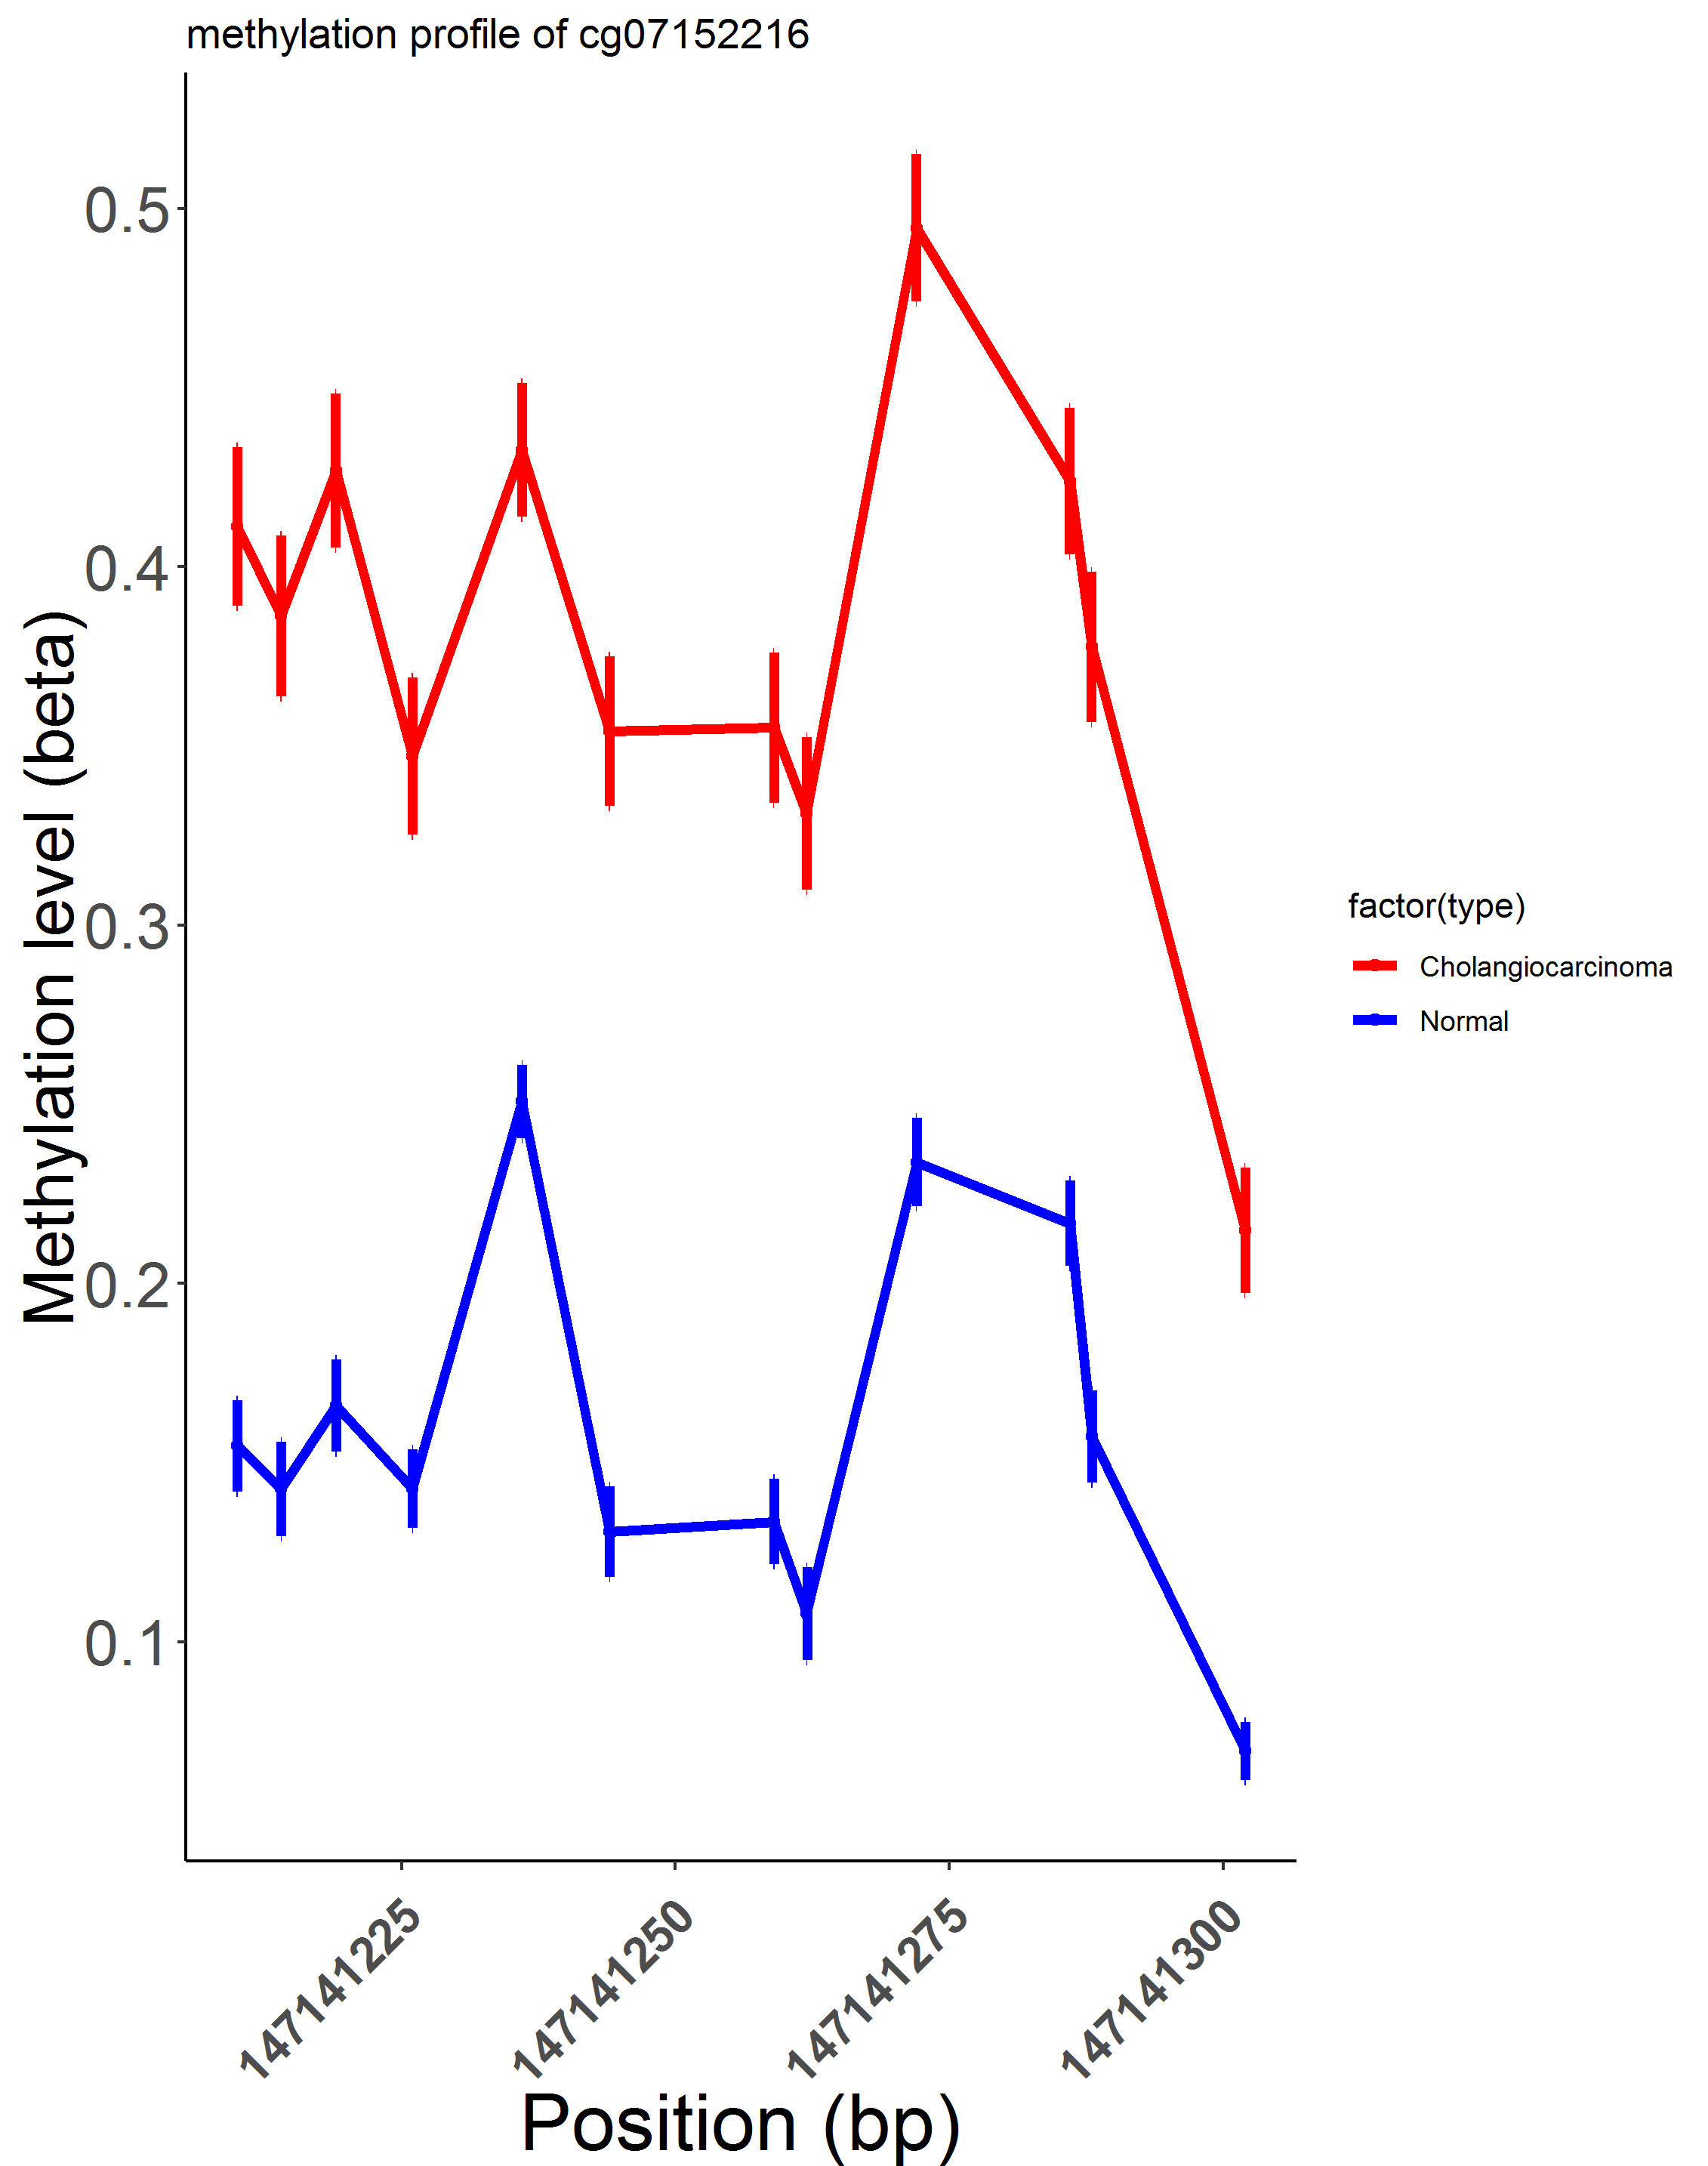 methylation profile of cg07152216
Methylation level (beta)
0.5
0.4
0.3
0.2
0.1
factor(type)
Cholangiocarcinoma
Normal
147141225
147141250
147141275
147141300
Position (bp)